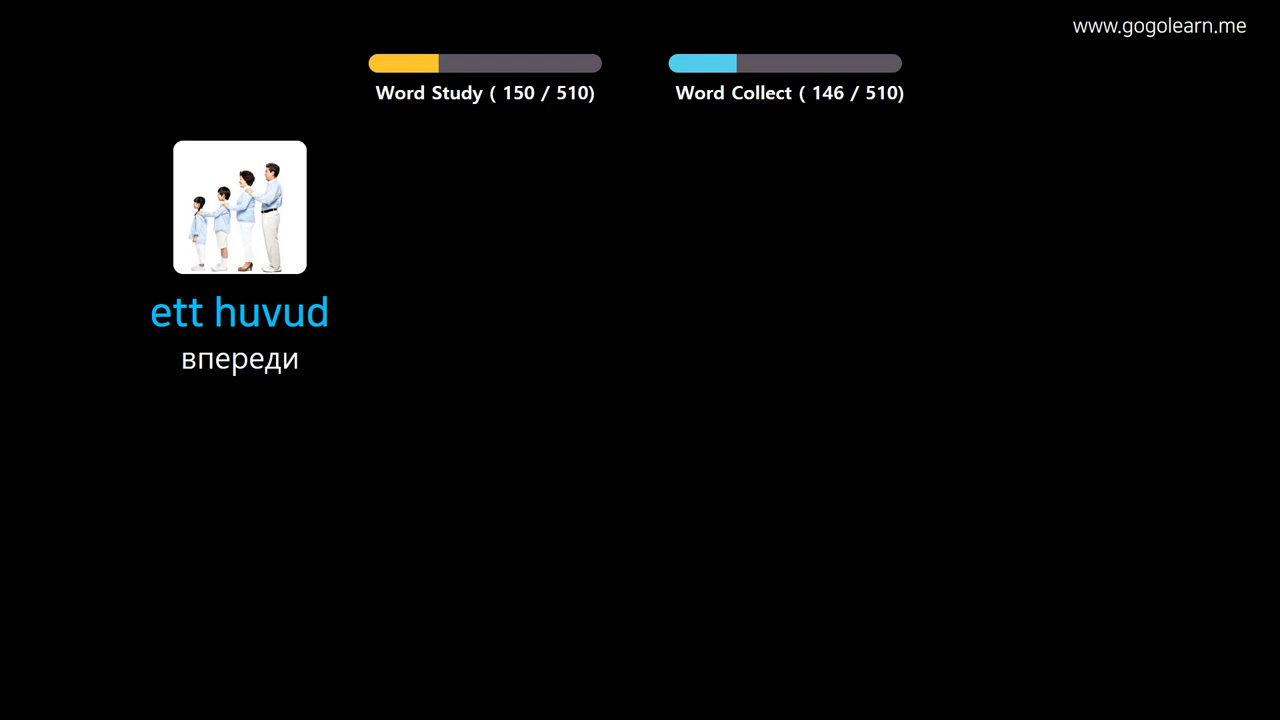 www.gogolearn.me
Word Study ( 150 / 510)
Word Collect ( 146 / 510)
ett huvud
впереди